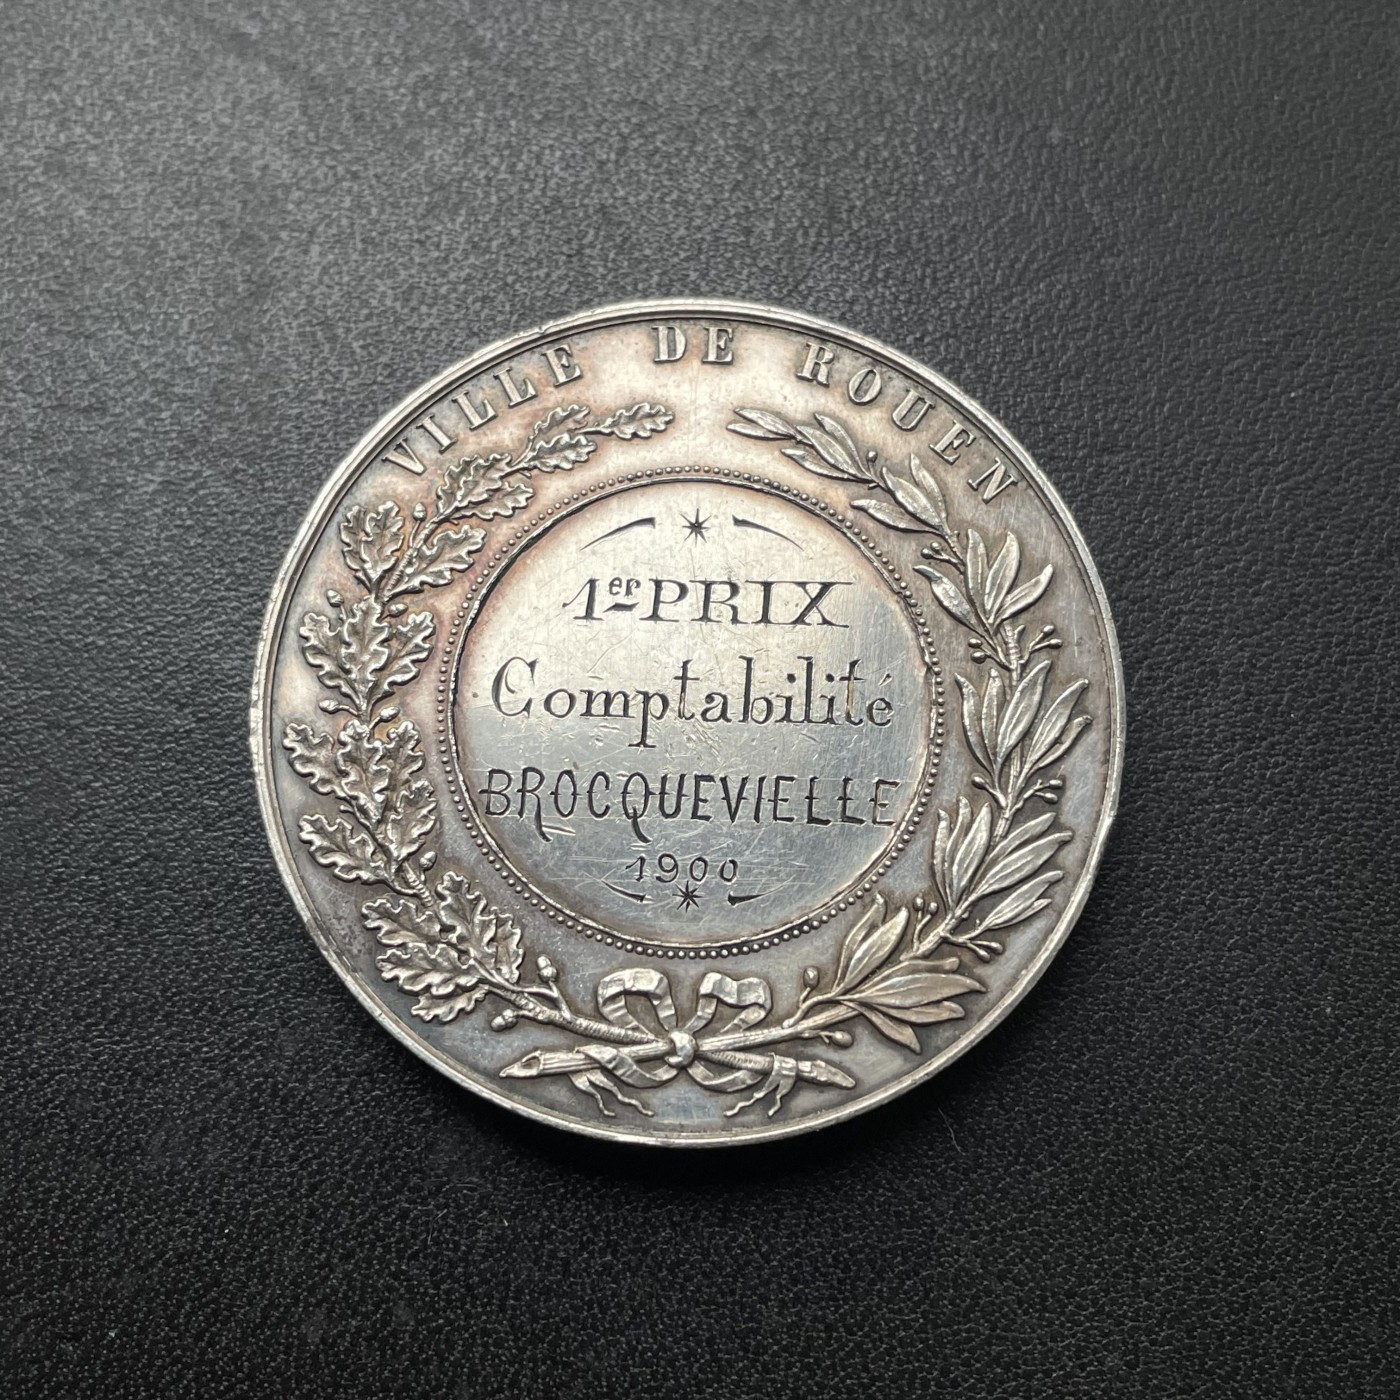 VILLE DE ROUEN
1er PRIX
Comptabilité
BROCQUEVIELLE
1900